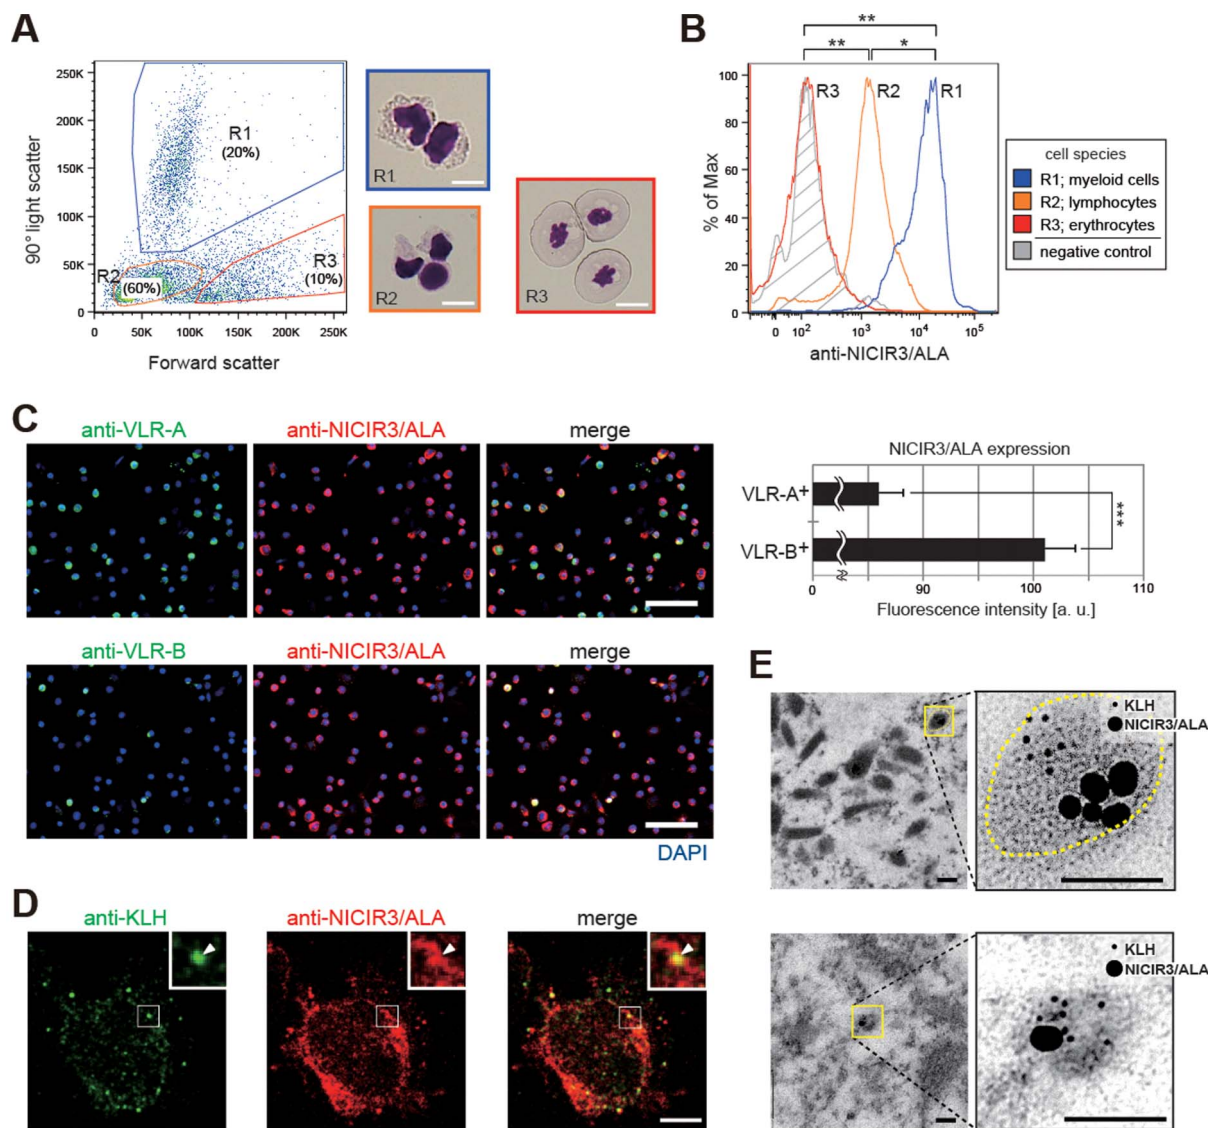 A
250K
200K
150K
100K
50K
0
90° light scatter
R1
(20%)
R2
(60%)
R3
(10%)
0
50K
100K
150K
200K
250K
Forward scatter
R1
R2
R3
B
**
**
*
100
80
60
40
20
0
% of Max
R3
R2
R1
0
10²
10³
10⁴
10⁵
anti-NICIR3/ALA
cell species
R1; myeloid cells
R2; lymphocytes
R3; erythrocytes
negative control
C
anti-VLR-A
anti-NICIR3/ALA
merge
anti-VLR-B
anti-NICIR3/ALA
merge
DAPI
NICIR3/ALA expression
VLR-A⁺
VLR-B⁺
***
0
90
100
110
Fluorescence intensity [a. u.]
D
anti-KLH
anti-NICIR3/ALA
merge
E
KLH
NICIR3/ALA
KLH
NICIR3/ALA